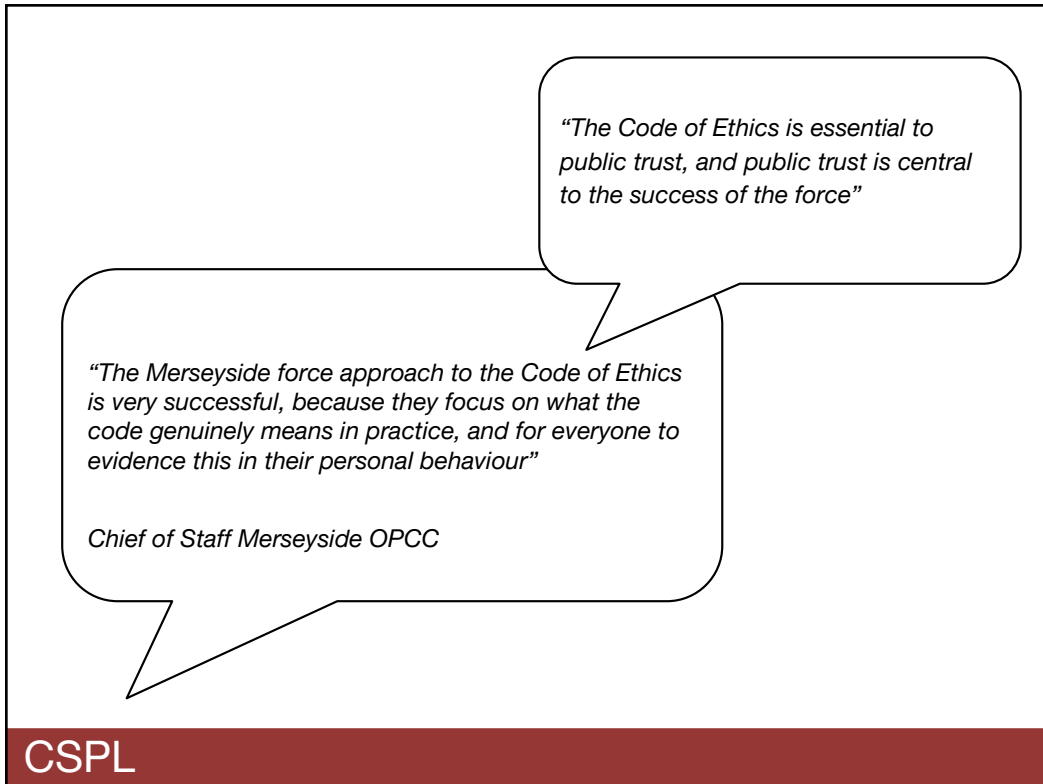 “The Code of Ethics is essential to
public trust, and public trust is central
to the success of the force”
“The Merseyside force approach to the Code of Ethics
is very successful, because they focus on what the
code genuinely means in practice, and for everyone to
evidence this in their personal behaviour”
Chief of Staff Merseyside OPCC
CSPL